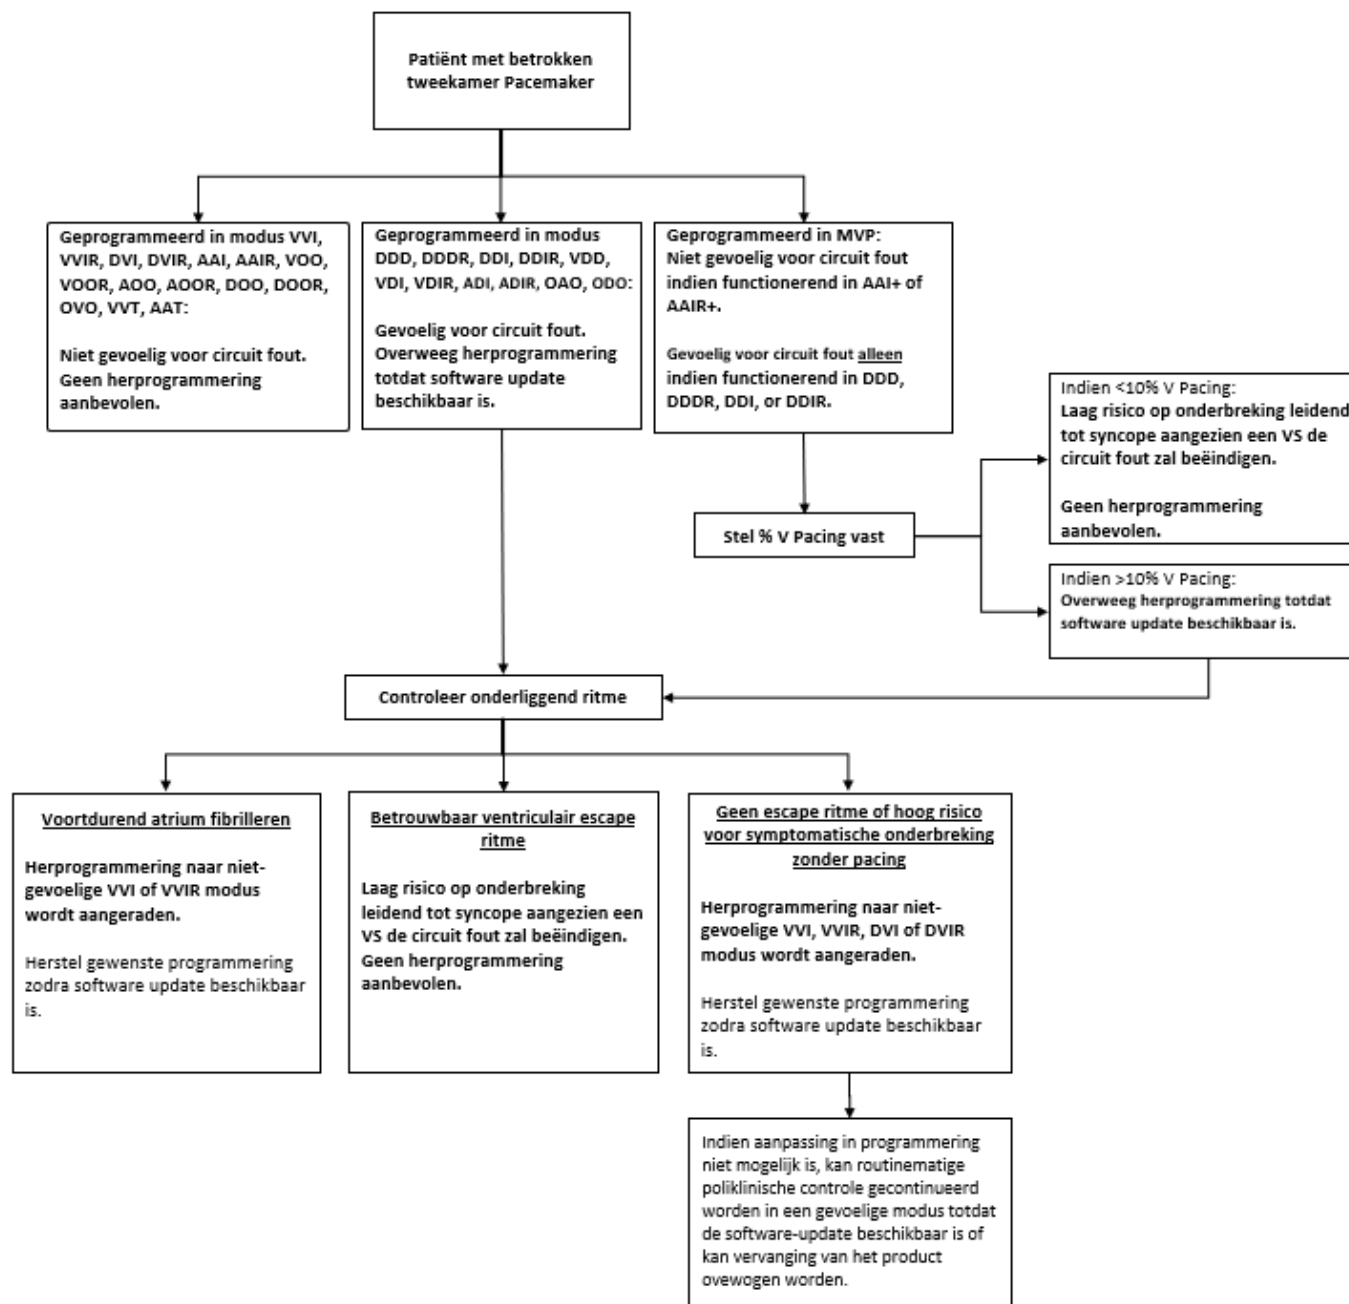 Patiënt met betrokken
tweekamer Pacemaker
Geprogrammeerd in modus VVI,
VVIR, DVI, DVIR, AAI, AAIR, VOO,
VOOR, AOO, AOOR, DOO, DOOR,
OVO, VVT, AAT:
Niet gevoelig voor circuit fout.
Geen herprogrammering
aanbevolen.
Geprogrammeerd in modus
DDD, DDDR, DDI, DDIR, VDD,
VDI, VDIR, ADI, ADIR, OAO, ODO:
Gevoelig voor circuit fout.
Overweeg herprogrammering
totdat software update
beschikbaar is.
Geprogrammeerd in MVP:
Niet gevoelig voor circuit fout
indien functionerend in AAI+ of
AAIR+.
Gevoelig voor circuit fout alleen
indien functionerend in DDD,
DDDR, DDI, or DDIR.
Stel % V Pacing vast
Indien <10% V Pacing:
Laag risico op onderbreking leidend
tot syncope aangezien een VS de
circuit fout zal beëindigen.
Geen herprogrammering
aanbevolen.
Indien >10% V Pacing:
Overweeg herprogrammering totdat
software update beschikbaar is.
Controleer onderliggend ritme
Voortdurend atrium fibrilleren
Herprogrammering naar niet-
gevoelige VVI of VVIR modus
wordt aangeraden.
Herstel gewenste programmering
zodra software update beschikbaar
is.
Betrouwbaar ventriculair escape
ritme
Laag risico op onderbreking
leidend tot syncope aangezien een
VS de circuit fout zal beëindigen.
Geen herprogrammering
aanbevolen.
Geen escape ritme of hoog risico
voor symptomatische onderbreking
zonder pacing
Herprogrammering naar niet-
gevoelige VVI, VVIR, DVI of DVIR
modus wordt aangeraden.
Herstel gewenste programmering
zodra software update beschikbaar
is.
Indien aanpassing in programmering
niet mogelijk is, kan routinematige
poliklinische controle gecontinueerd
worden in een gevoelige modus totdat
de software-update beschikbaar is of
kan vervanging van het product
ovewogen worden.